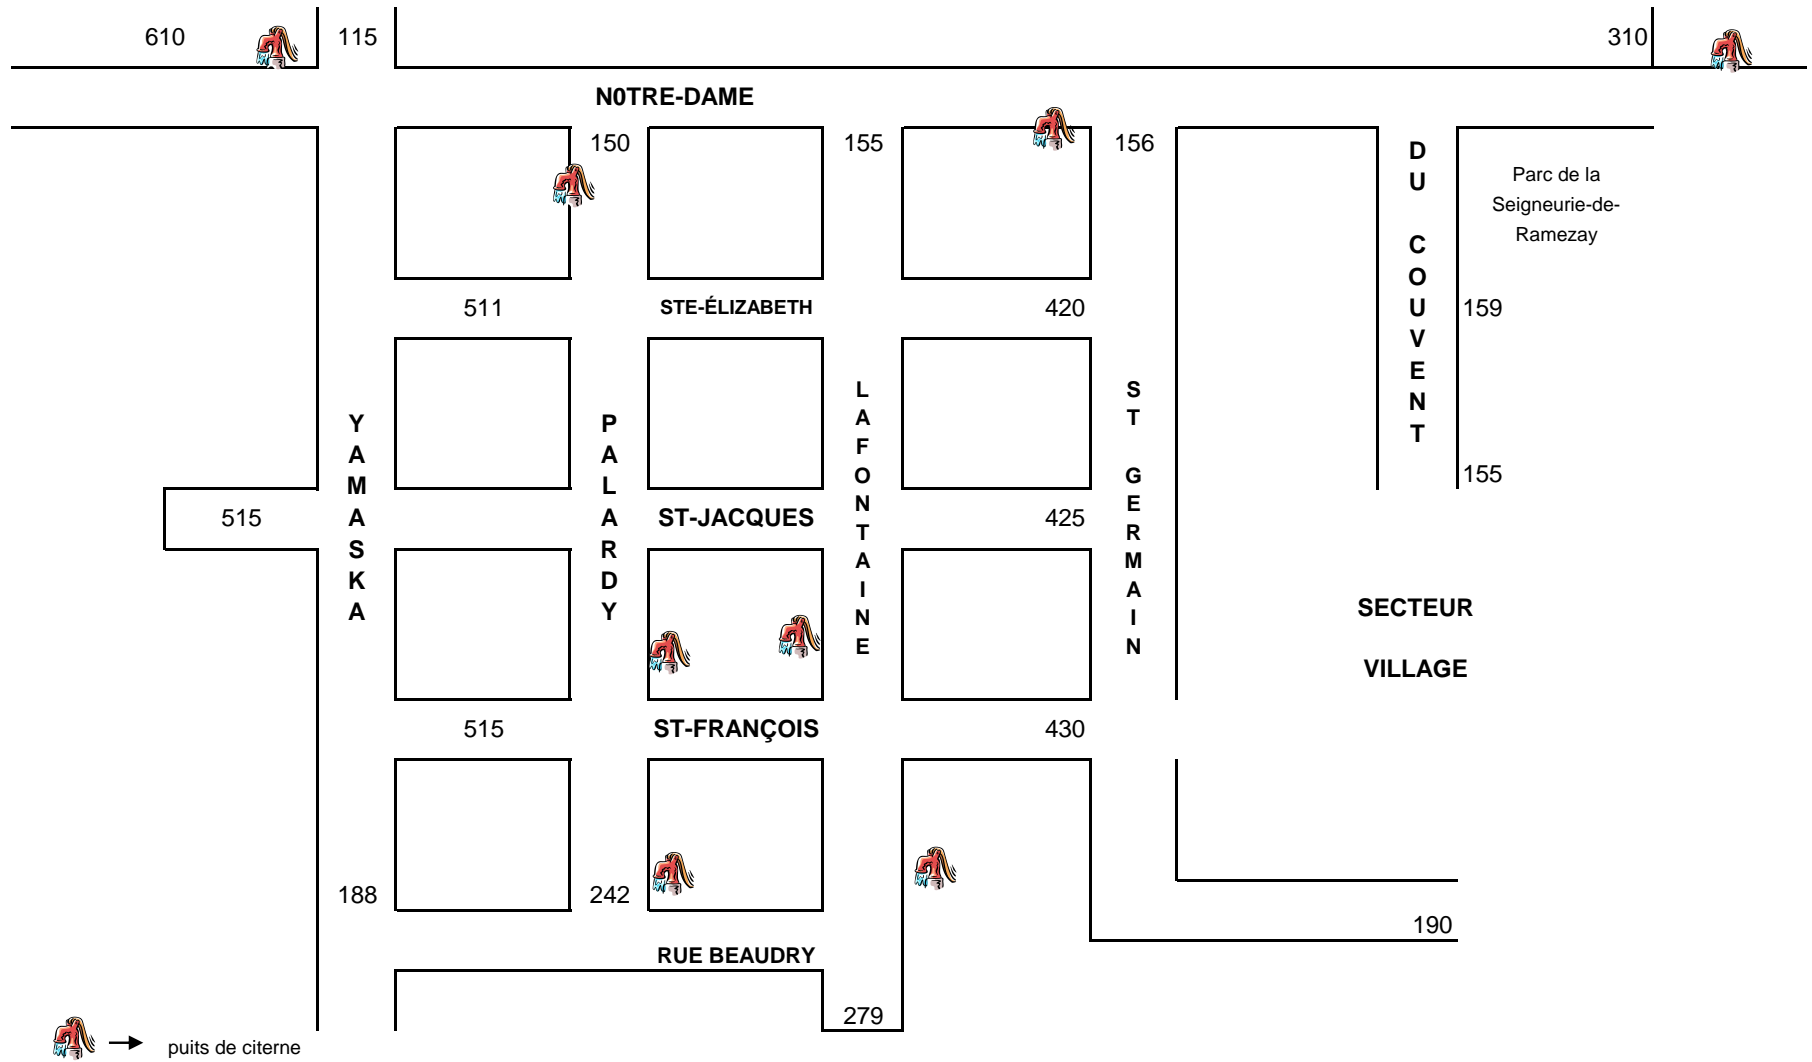 610 115 310
N0TRE-DAME
150 155 156
DU COUVENT
Parc de la
Seigneurie-de-
Ramezay
511 STE-ÉLIZABETH 420 159
YAMASKA
PALARDY
LAFONTAINE
ST GERMAIN
155
515 ST-JACQUES 425
SECTEUR
VILLAGE
515 ST-FRANÇOIS 430
188 242
190
RUE BEAUDRY
279
puits de citerne